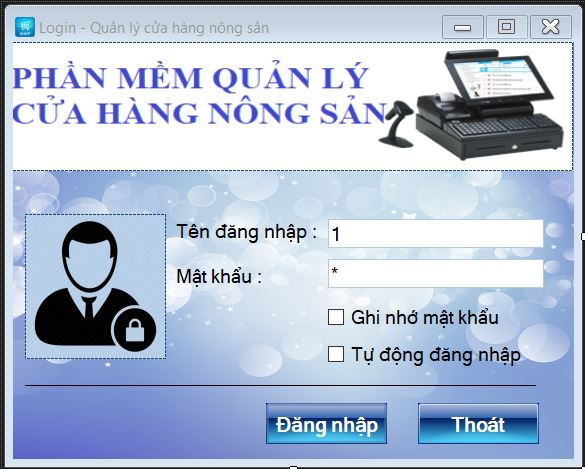 Login - Quản lý cửa hàng nông sản
PHẦN MỀM QUẢN LÝ
CỬA HÀNG NÔNG SẢN
Tên đăng nhập :
1
Mật khẩu :
*
Ghi nhớ mật khẩu
Tự động đăng nhập
Đăng nhập
Thoát